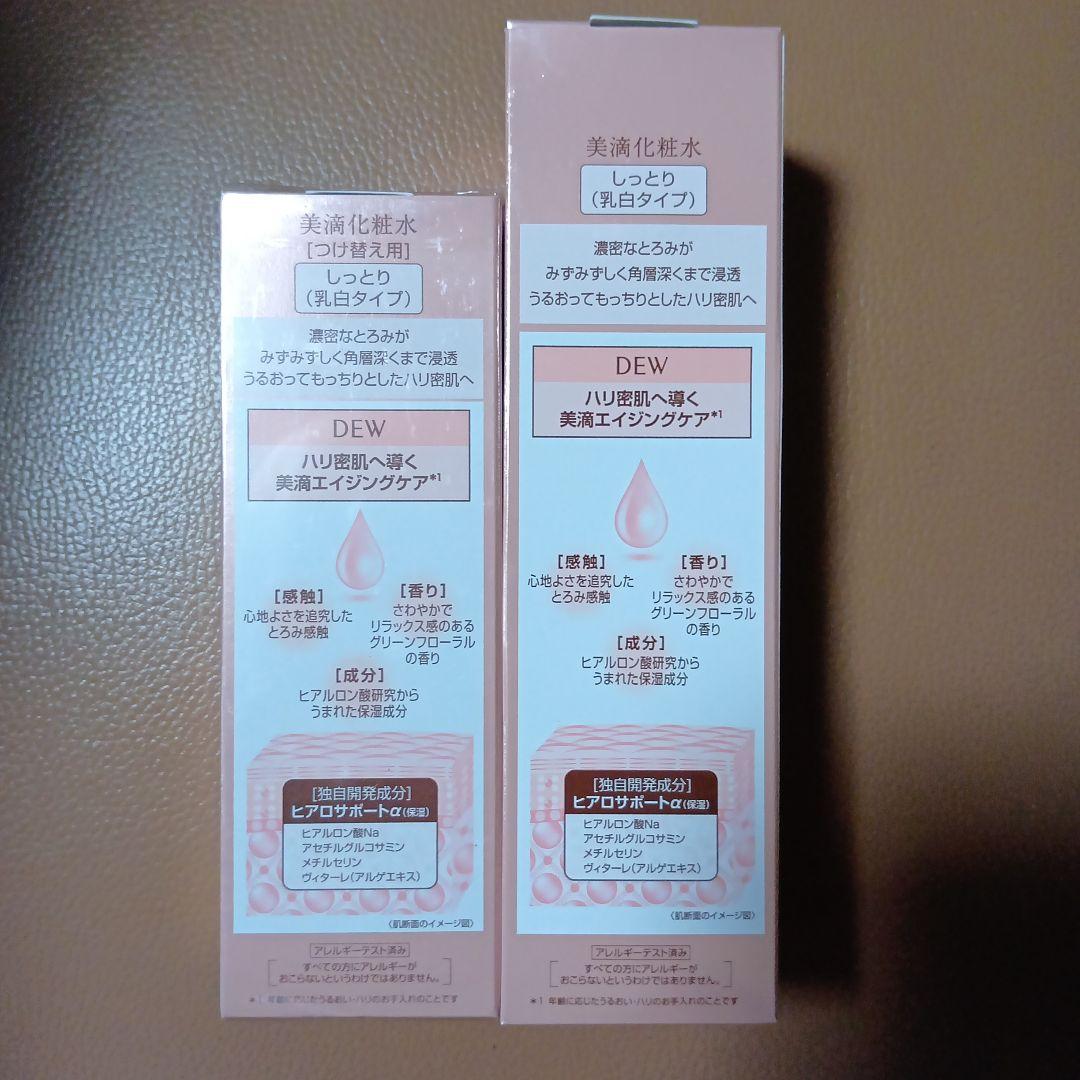 美滴化粧水
[つけ替え用]
しっとり
(乳白タイプ)
濃密なとろみが
みずみずしく角層深くまで浸透
うるおってもっちりとしたハリ密肌へ
DEW
ハリ密肌へ導く
美滴エイジングケア*1
[感触]
心地よさを追究した
とろみ感触
[香り]
さわやかで
リラックス感のある
グリーンフローラル
の香り
[成分]
ヒアルロン酸研究から
うまれた保湿成分
[独自開発成分]
ヒアロサポートα(保湿)
ヒアルロン酸Na
アセチルグルコサミン
メチルセリン
ヴィターレ(アルゲエキス)
〈肌断面のイメージ図〉
アレルギーテスト済み
すべての方にアレルギーが
おこらないというわけではありません。
*1 年齢に応じたうるおい・ハリのお手入れのことです
美滴化粧水
しっとり
(乳白タイプ)
濃密なとろみが
みずみずしく角層深くまで浸透
うるおってもっちりとしたハリ密肌へ
DEW
ハリ密肌へ導く
美滴エイジングケア*1
[感触]
心地よさを追究した
とろみ感触
[香り]
さわやかで
リラックス感のある
グリーンフローラル
の香り
[成分]
ヒアルロン酸研究から
うまれた保湿成分
[独自開発成分]
ヒアロサポートα(保湿)
ヒアルロン酸Na
アセチルグルコサミン
メチルセリン
ヴィターレ(アルゲエキス)
〈肌断面のイメージ図〉
アレルギーテスト済み
すべての方にアレルギーが
おこらないというわけではありません。
*1 年齢に応じたうるおい・ハリのお手入れのことです